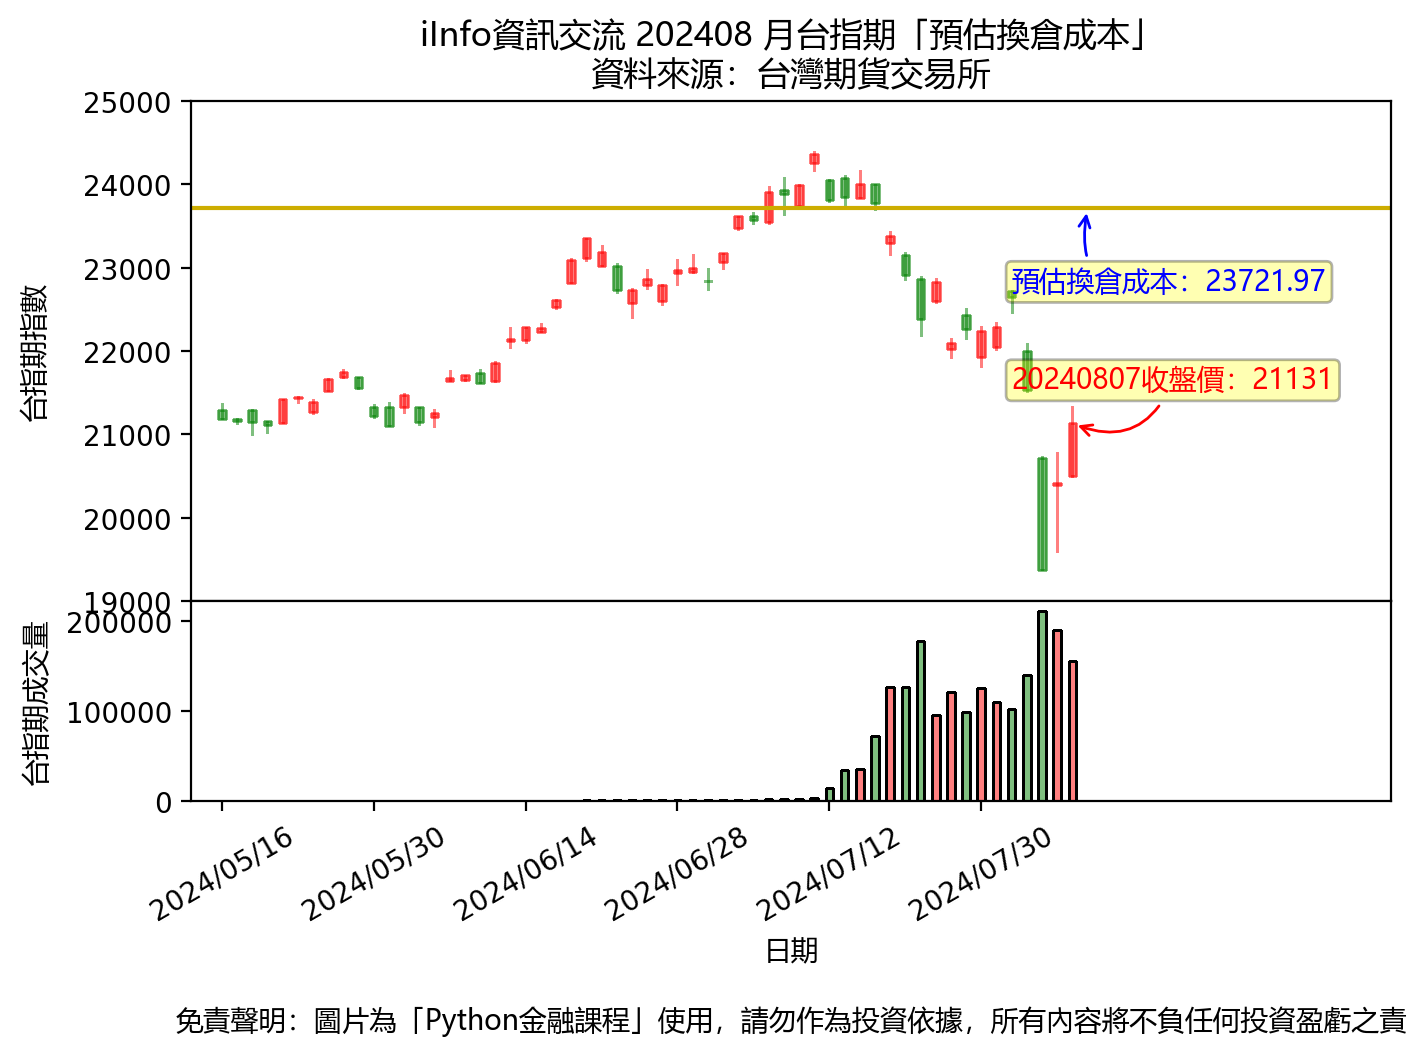 iInfo資訊交流 202408 月台指期「預估換倉成本」
資料來源：台灣期貨交易所
25000
24000
23000
22000
21000
20000
19000
台指期指數
預估換倉成本：23721.97
20240807收盤價：21131
200000
100000
0
台指期成交量
2024/05/16
2024/05/30
2024/06/14
2024/06/28
2024/07/12
2024/07/30
日期
免責聲明：圖片為「Python金融課程」使用，請勿作為投資依據，所有內容將不負任何投資盈虧之責